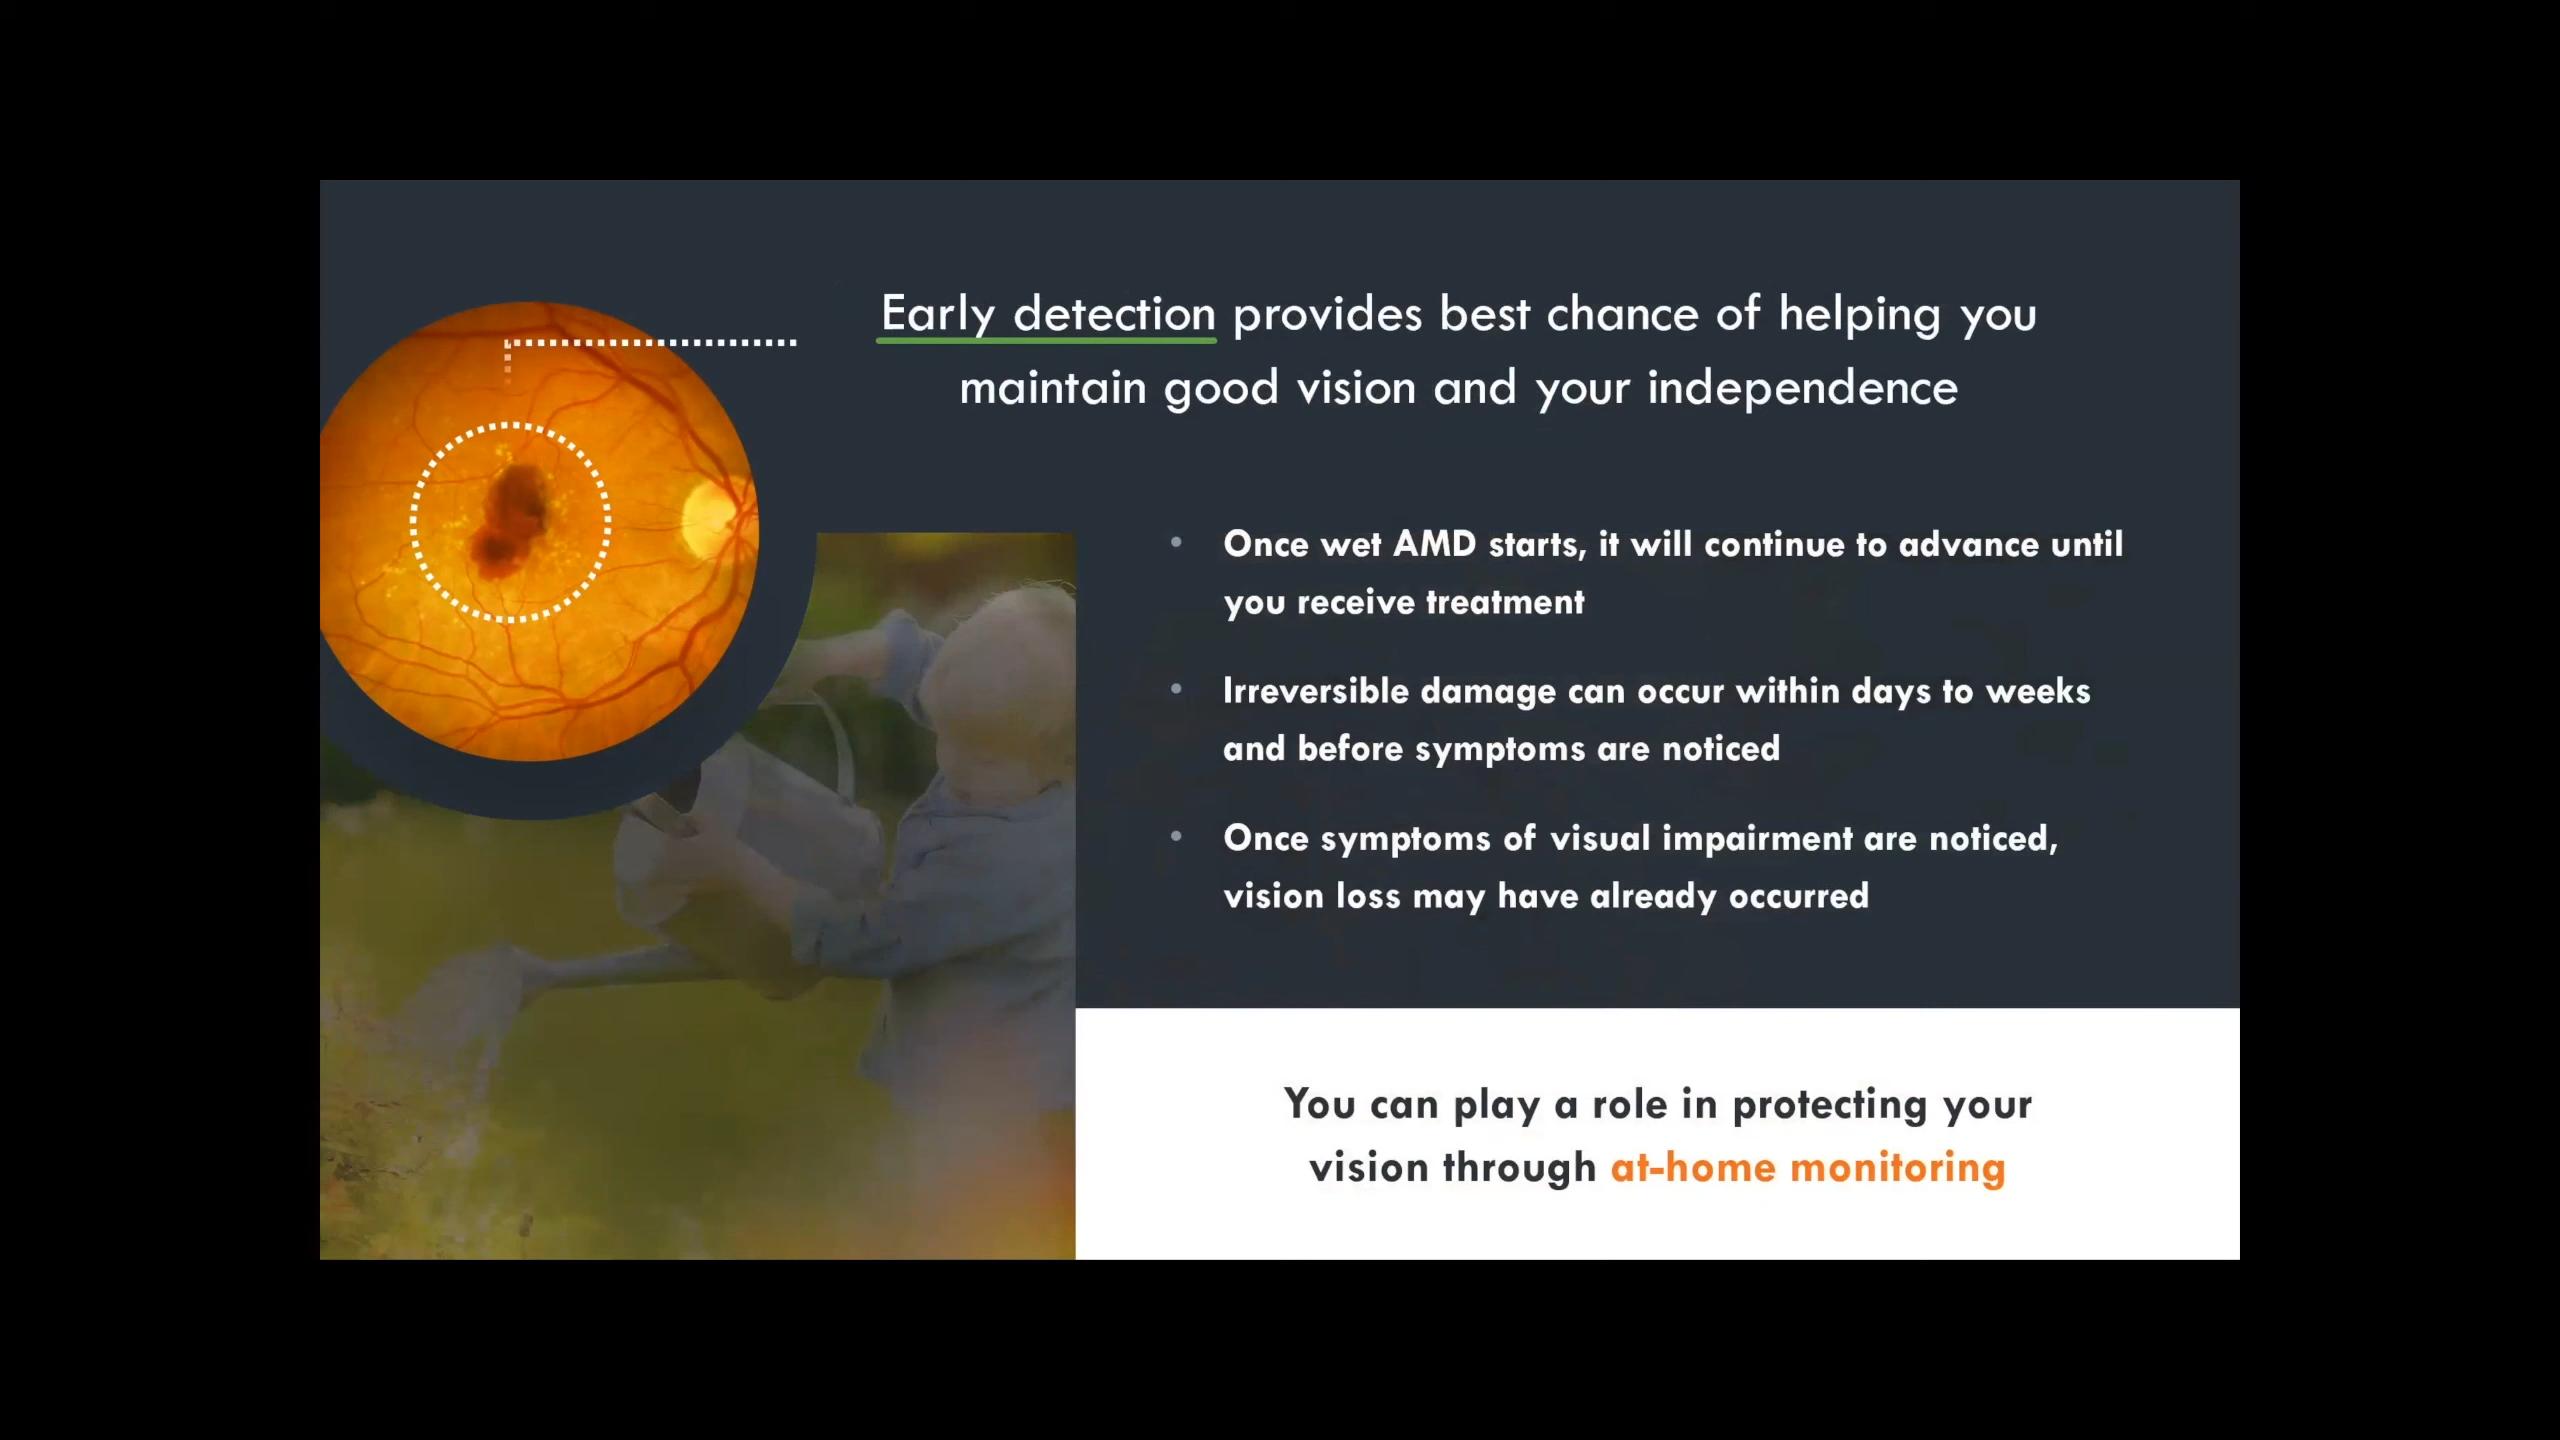 Early detection provides best chance of helping you
maintain good vision and your independence
• Once wet AMD starts, it will continue to advance until
you receive treatment
• Irreversible damage can occur within days to weeks
and before symptoms are noticed
• Once symptoms of visual impairment are noticed,
vision loss may have already occurred
You can play a role in protecting your
vision through at-home monitoring